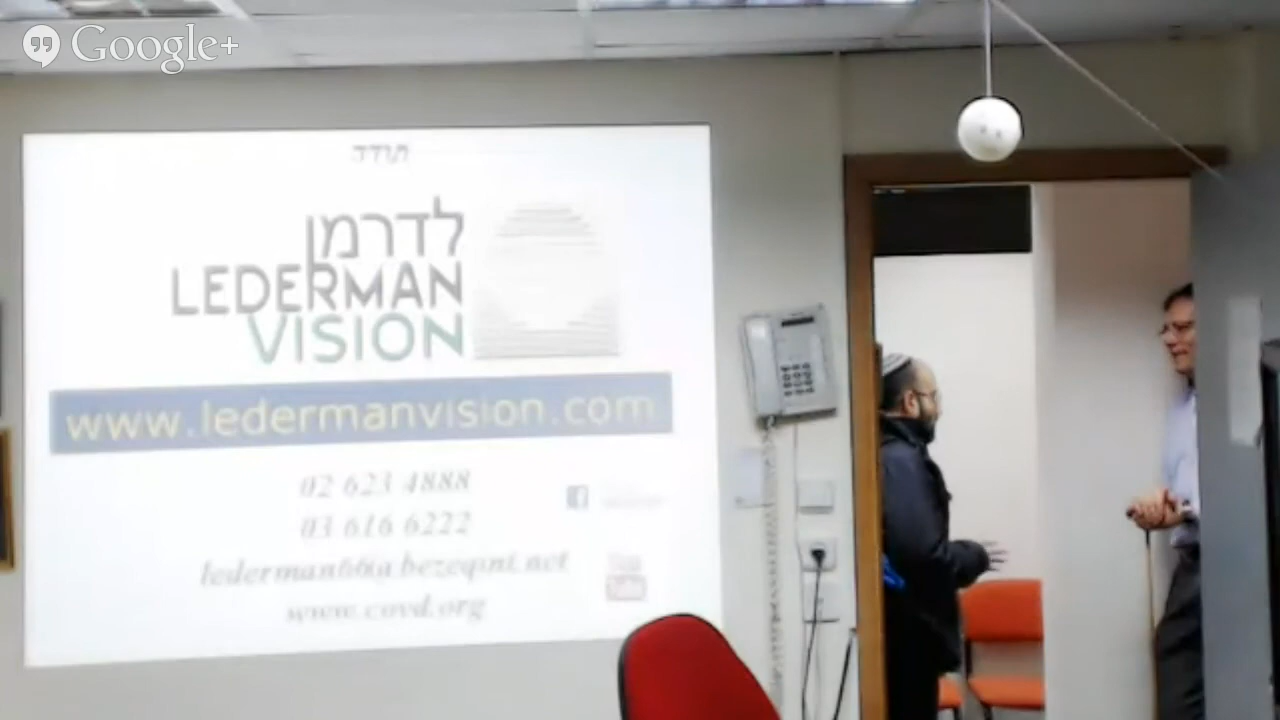 Google+
תודה
לדרמן
LEDERMAN
VISION
www.ledermanvision.com
02 623 4888
03 616 6222
www.covd.org